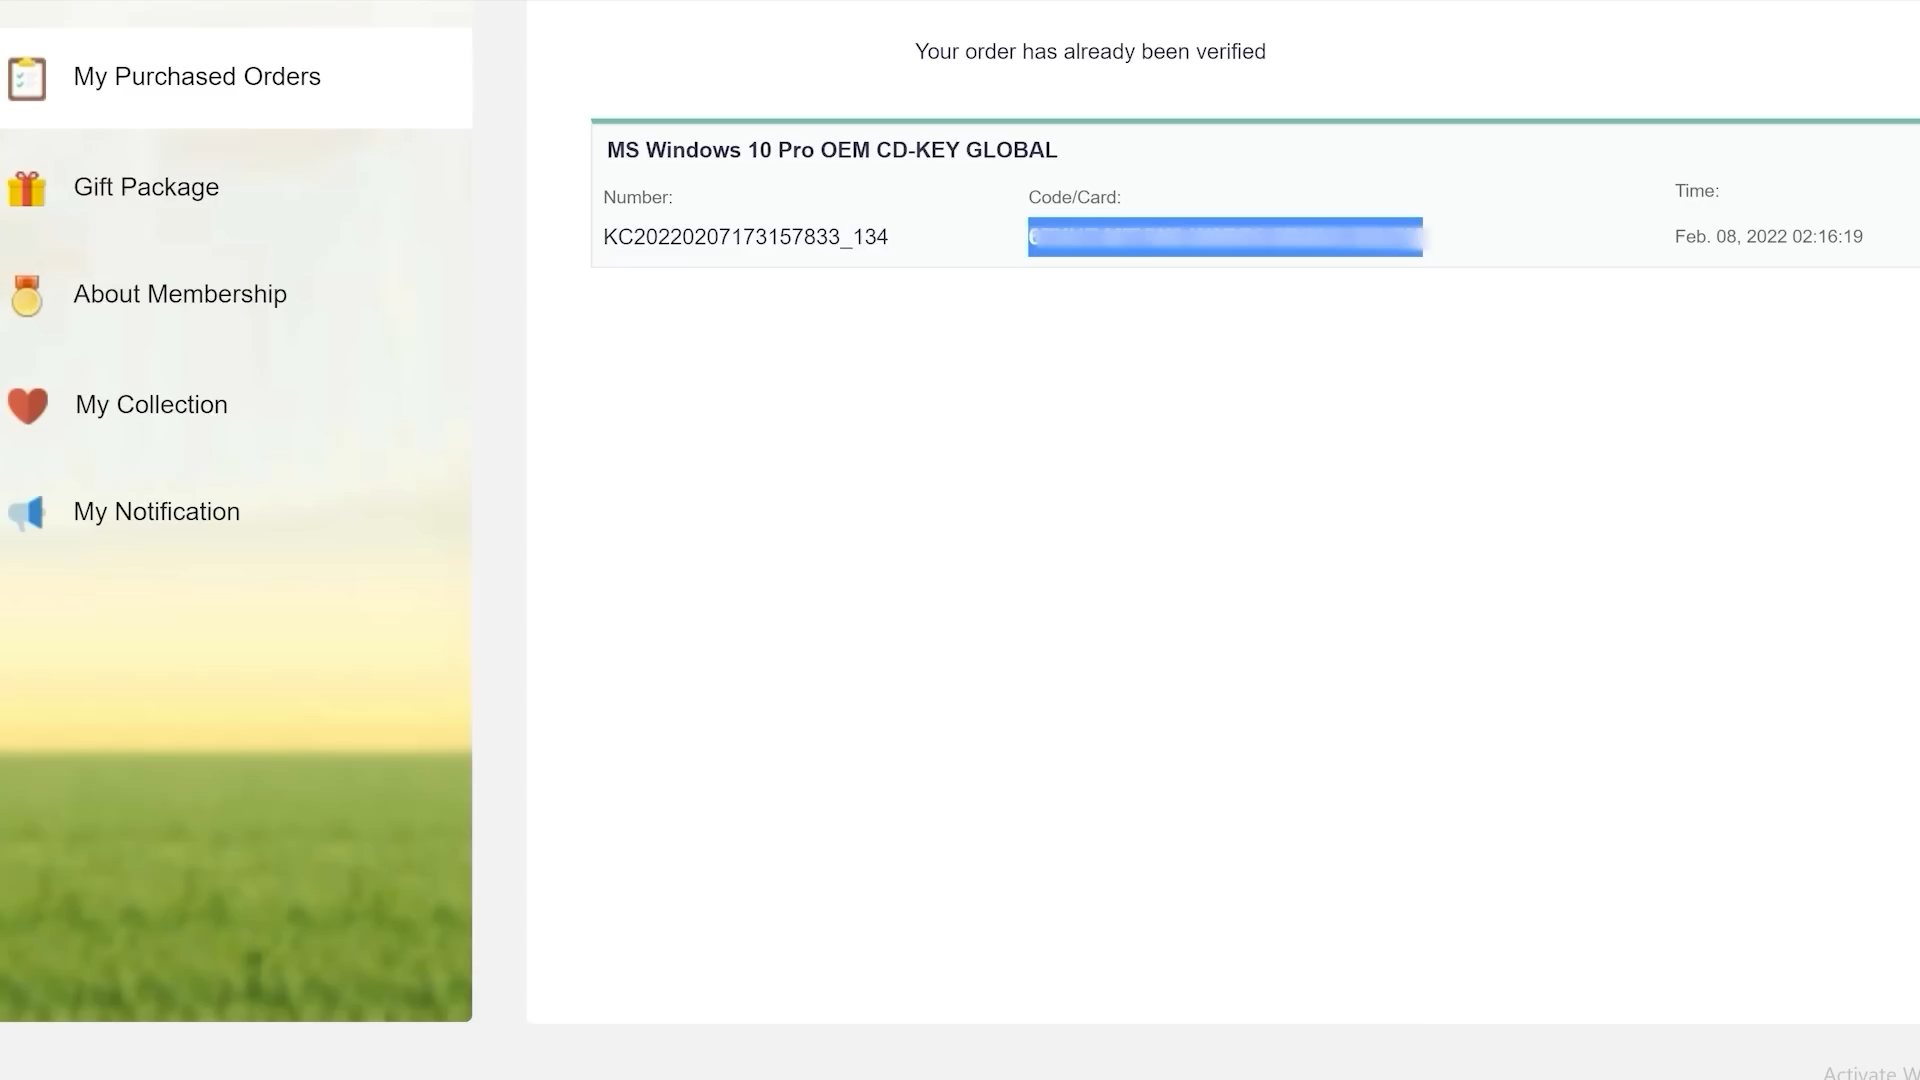 My Purchased Orders
Gift Package
About Membership
My Collection
My Notification
Your order has already been verified
MS Windows 10 Pro OEM CD-KEY GLOBAL
Number:
Code/Card:
Time:
KC20220207173157833_134
Feb. 08, 2022 02:16:19
Activate W